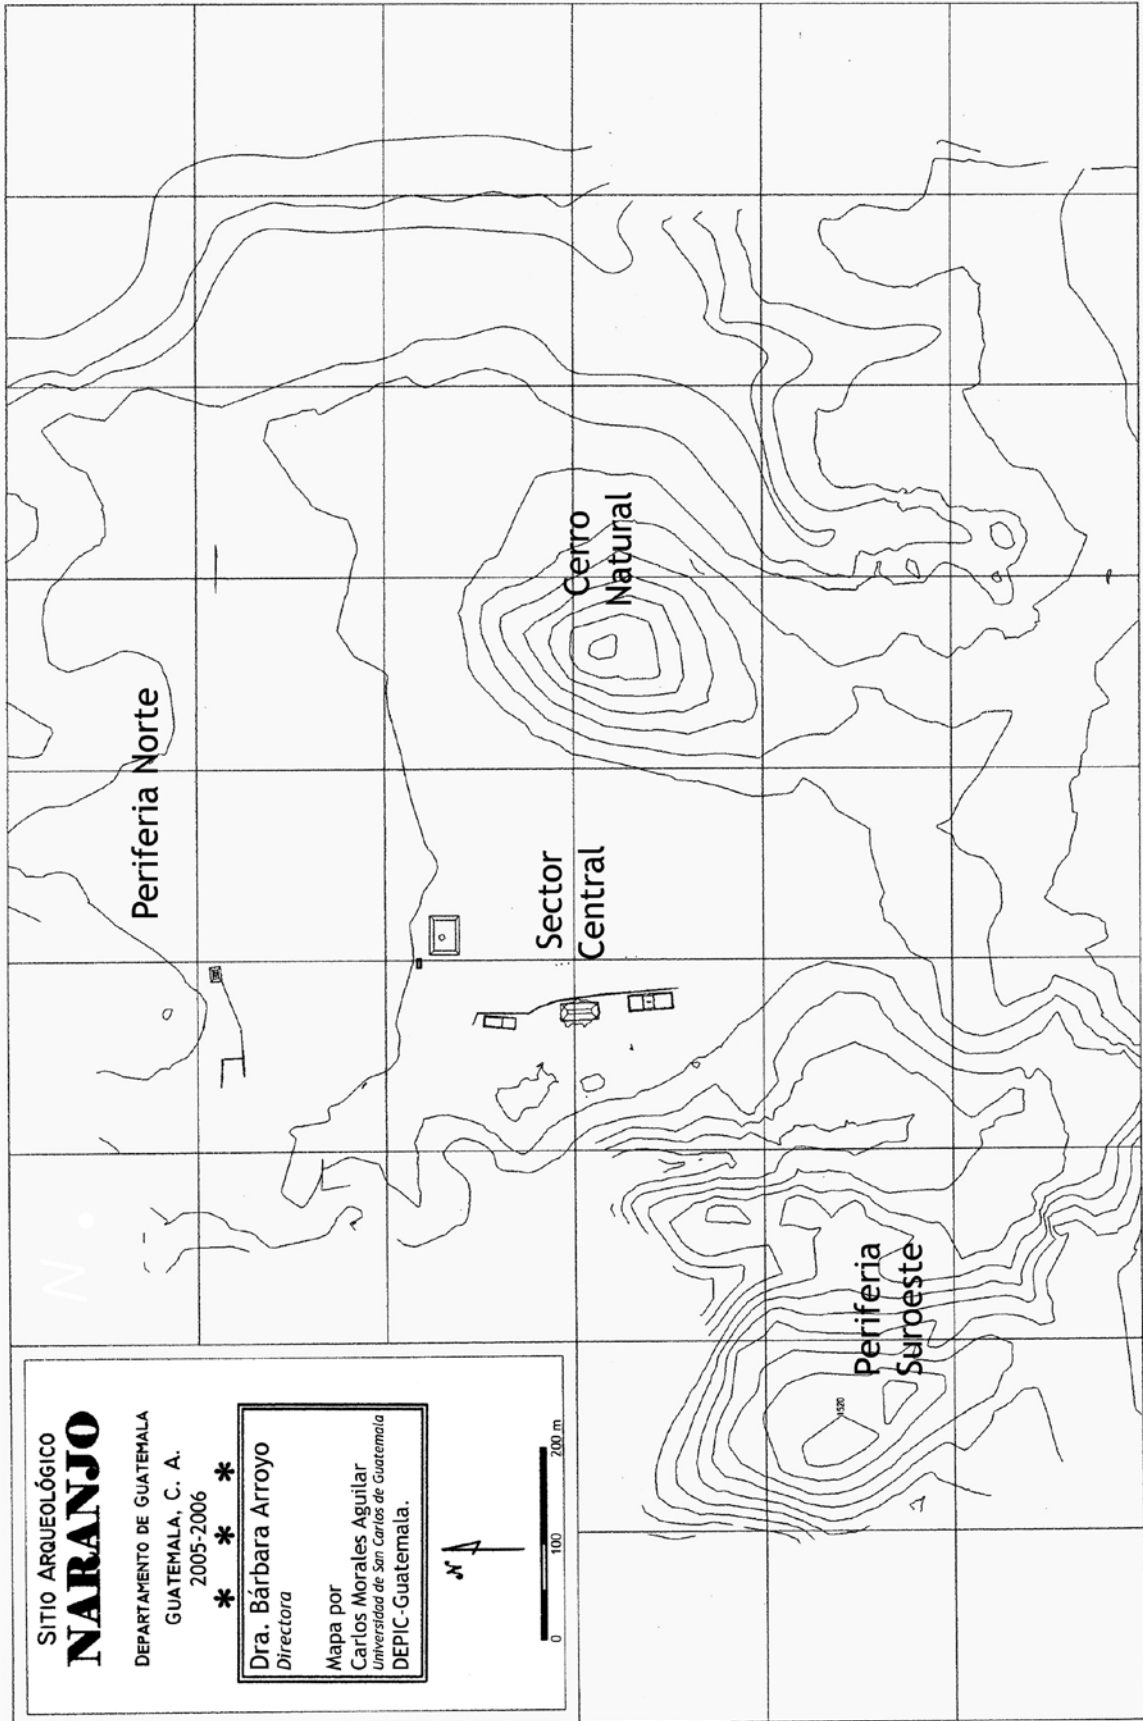 SITIO ARQUEOLÓGICO
NARANJO
DEPARTAMENTO DE GUATEMALA
GUATEMALA, C. A.
2005-2006
* * *
Dra. Bárbara Arroyo
Directora
Mapa por
Carlos Morales Aguilar
Universidad de San Carlos de Guatemala
DEPIC-Guatemala.
N
0 100 200 m
Periferia Norte
Sector
Central
Cerro
Natural
Periferia
Suroeste
1520
N